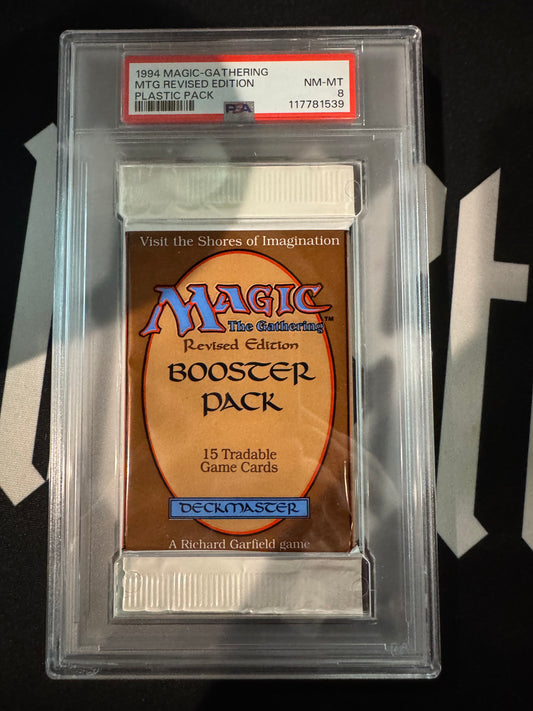 1994 MAGIC-GATHERING
MTG REVISED EDITION NM-MT
PLASTIC PACK 8
PSA 117781539
Visit the Shores of Imagination
MAGIC
The Gathering™
Revised Edition
BOOSTER
PACK
15 Tradable
Game Cards
DECKMASTER
A Richard Garfield game